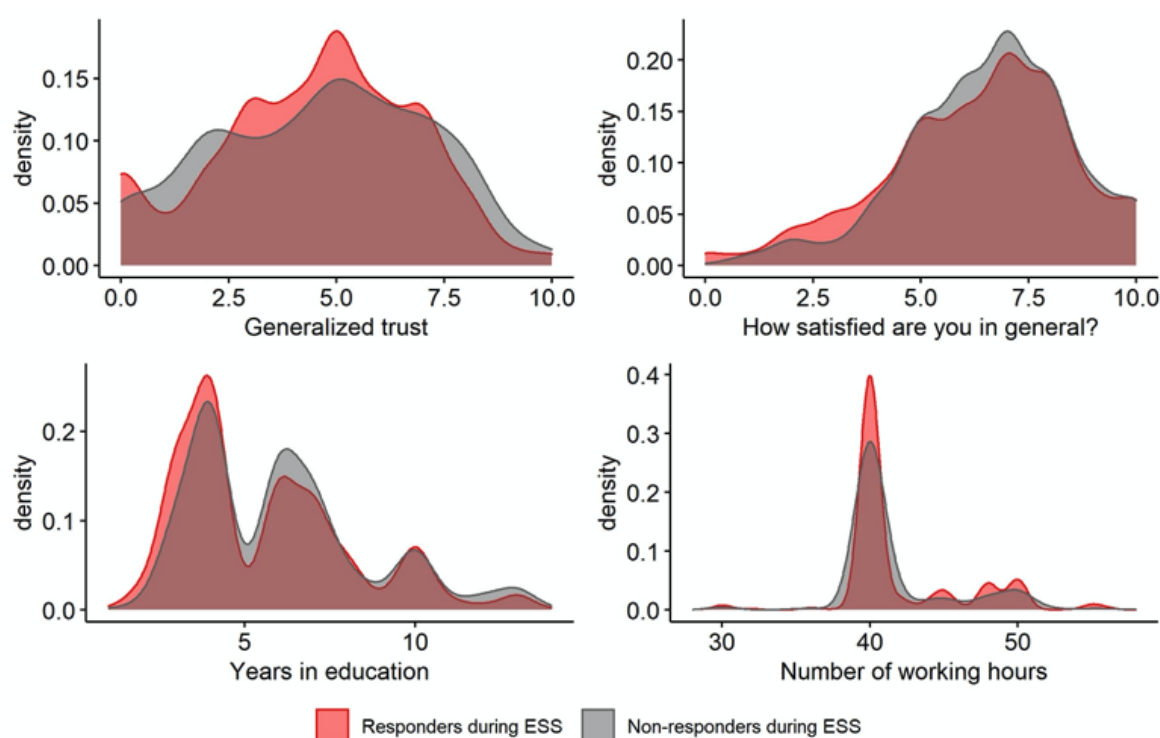 density
0.15
0.10
0.05
0.00
0.0 2.5 5.0 7.5 10.0
Generalized trust
density
0.20
0.15
0.10
0.05
0.00
0.0 2.5 5.0 7.5 10.0
How satisfied are you in general?
density
0.2
0.1
0.0
5 10
Years in education
density
0.4
0.3
0.2
0.1
0.0
30 40 50
Number of working hours
Responders during ESS Non-responders during ESS